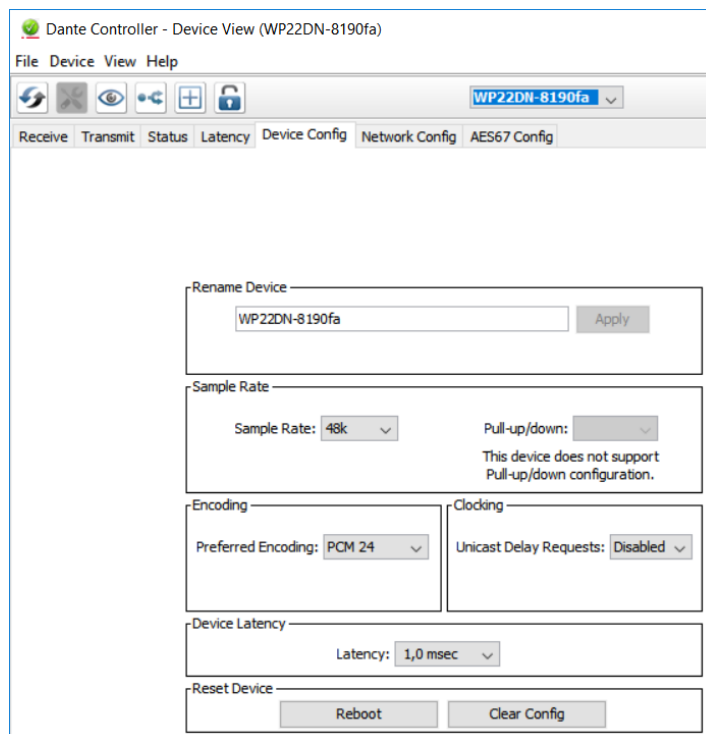 Dante Controller - Device View (WP22DN-8190fa)
File Device View Help
WP22DN-8190fa
Receive Transmit Status Latency Device Config Network Config AES67 Config
Rename Device
WP22DN-8190fa Apply
Sample Rate
Sample Rate: 48k Pull-up/down:
This device does not support
Pull-up/down configuration.
Encoding Clocking
Preferred Encoding: PCM 24 Unicast Delay Requests: Disabled
Device Latency
Latency: 1,0 msec
Reset Device
Reboot Clear Config